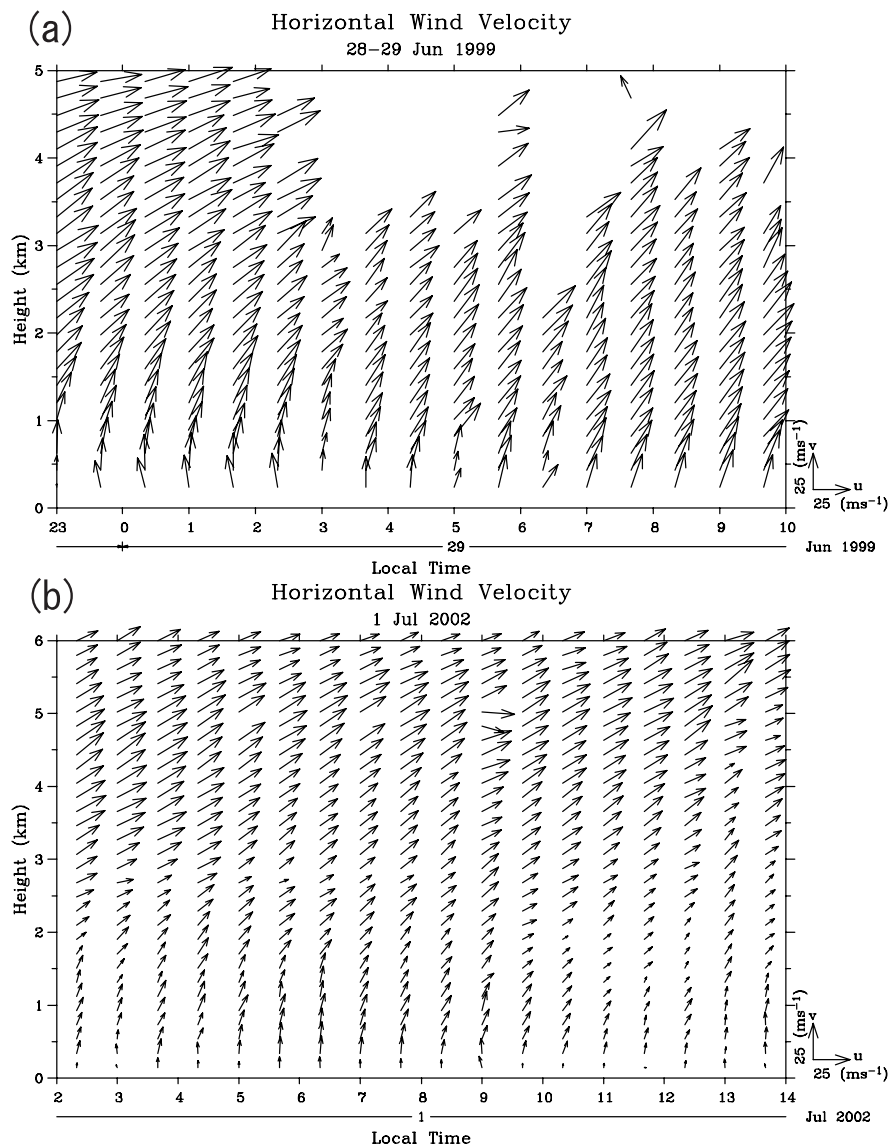 (a)
Horizontal Wind Velocity
28-29 Jun 1999
5
4
3
2
1
0
Height (km)
23 0 1 2 3 4 5 6 7 8 9 10
29
Jun 1999
Local Time
25 (ms⁻¹)
v
u
25 (ms⁻¹)
(b)
Horizontal Wind Velocity
1 Jul 2002
6
5
4
3
2
1
0
Height (km)
2 3 4 5 6 7 8 9 10 11 12 13 14
1
Jul 2002
Local Time
25 (ms⁻¹)
v
u
25 (ms⁻¹)